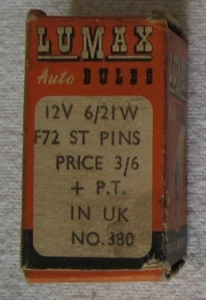 LUMAX
Auto BULBS
12V 6/21W
F72 ST PINS
PRICE 3/6
+ P.T.
IN UK
NO.380